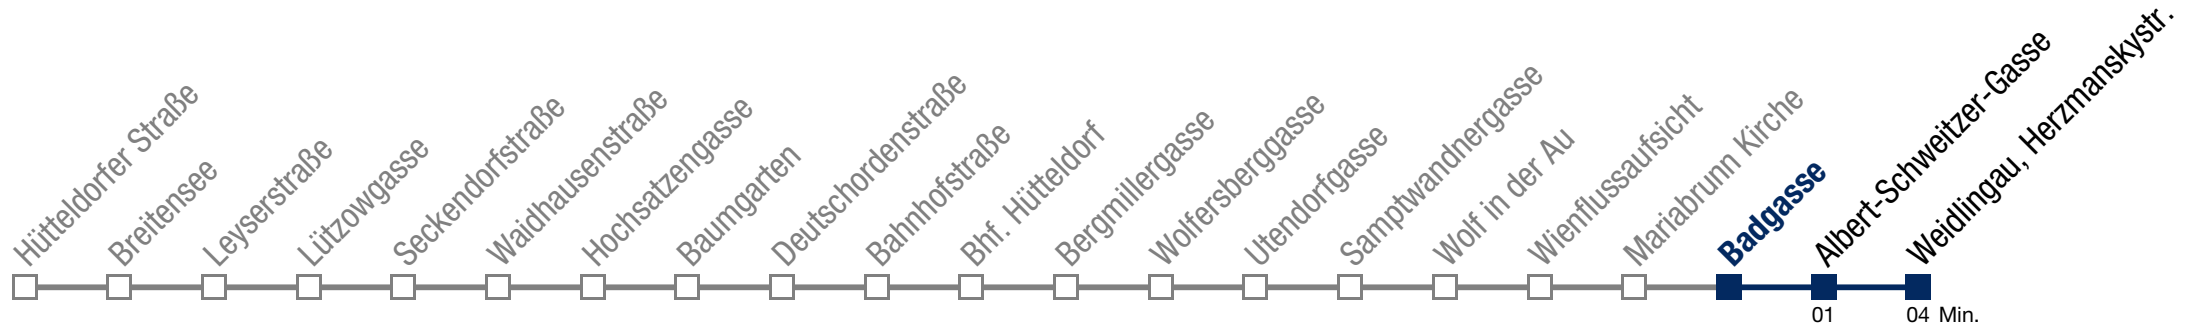 Hütteldorfer Straße
Breitensee
Leyserstraße
Lützowgasse
Seckendorfstraße
Waidhausenstraße
Hochsatzengasse
Baumgarten
Deutschordenstraße
Bahnhofstraße
Bhf. Hütteldorf
Bergmillergasse
Wolfersberggasse
Utendorfgasse
Samptwandnergasse
Wolf in der Au
Wienflussaufsicht
Mariabrunn Kirche
Badgasse
Albert-Schweitzer-Gasse
Weidlingau, Herzmanskystr.
01 04 Min.